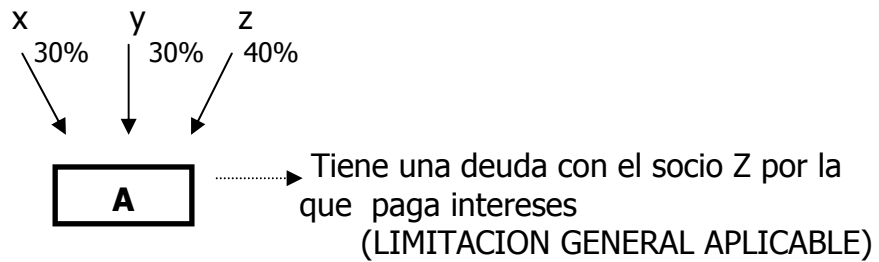 x y z
30% 30% 40%
Tiene una deuda con el socio Z por la
A que paga intereses
(LIMITACION GENERAL APLICABLE)